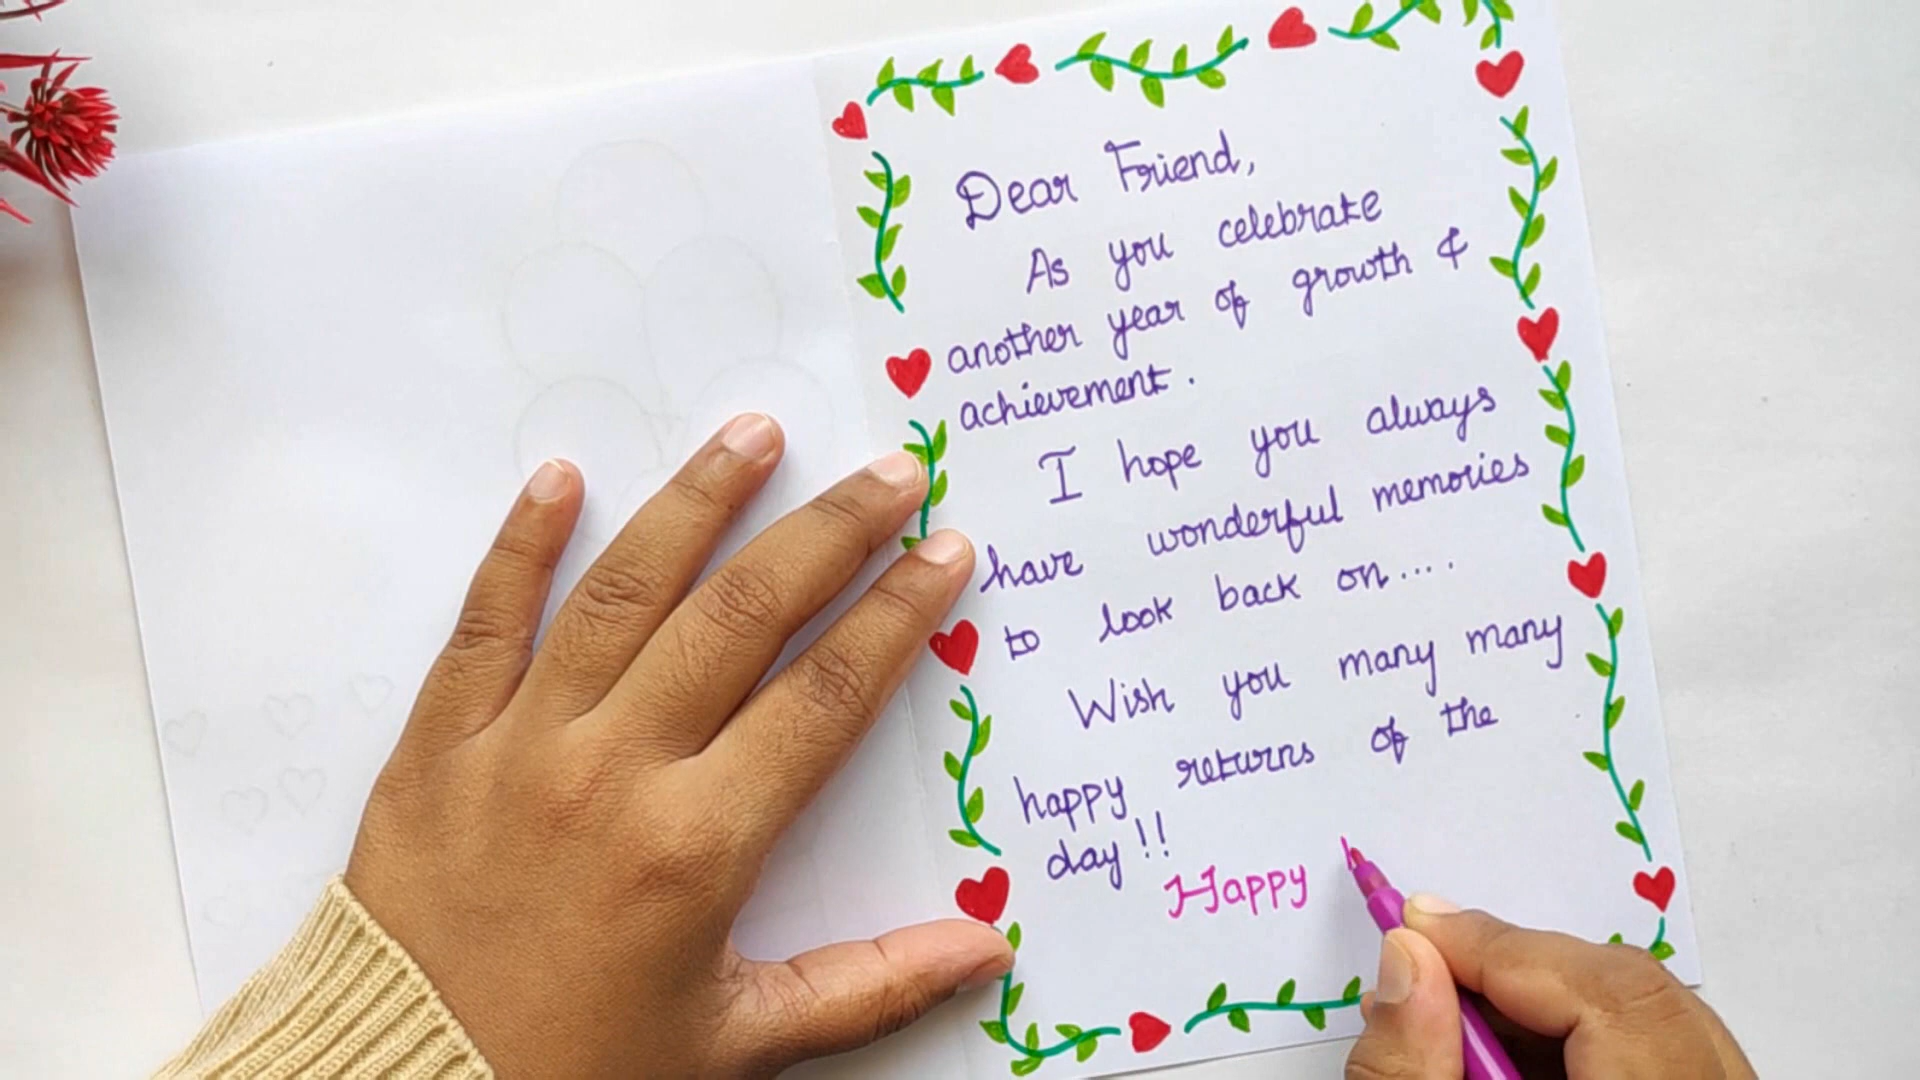 Dear Friend,
As you celebrate
another year of growth &
achievement.
I hope you always
have wonderful memories
to look back on....
Wish you many many
happy returns of the
day!!
Happy